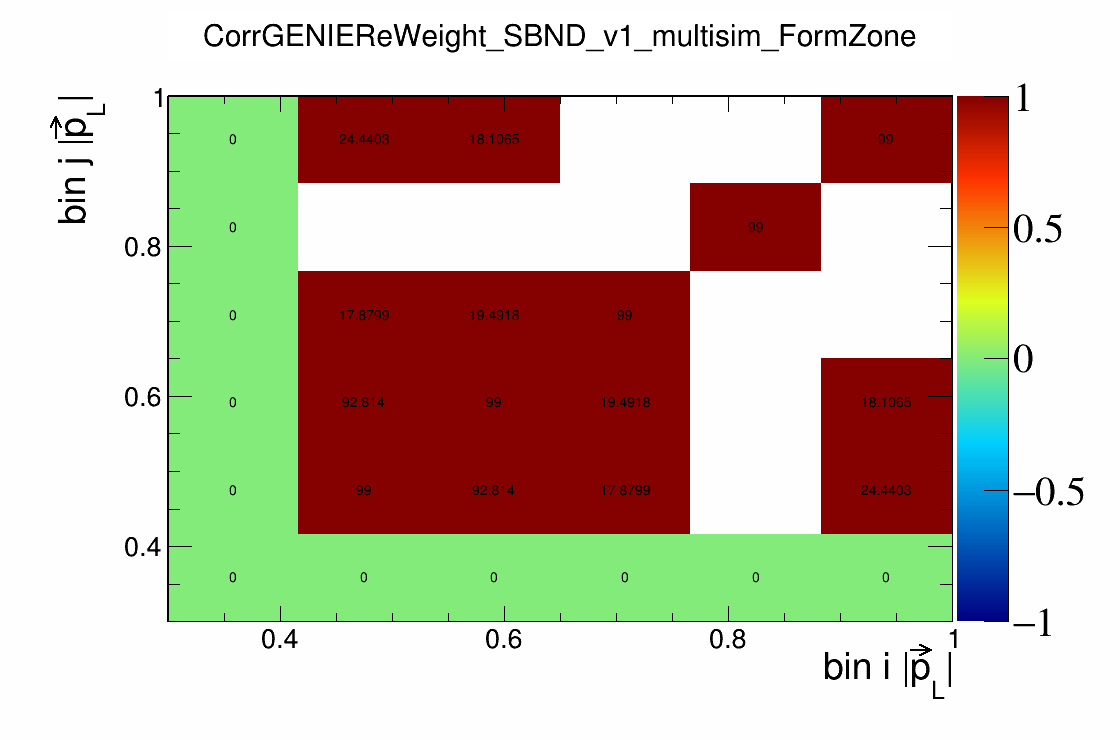 CorrGENIEReWeight_SBND_v1_multisim_FormZone
bin j |p⃗_L|
1
0.8
0.6
0.4
0 24.4403 18.1065 99
0 99
0 17.8799 19.4918 99
0 92.814 99 19.4918 18.1065
0 99 92.814 17.8799 24.4403
0 0 0 0 0 0
0.4 0.6 0.8 1
bin i |p⃗_L|
1
0.5
0
−0.5
−1